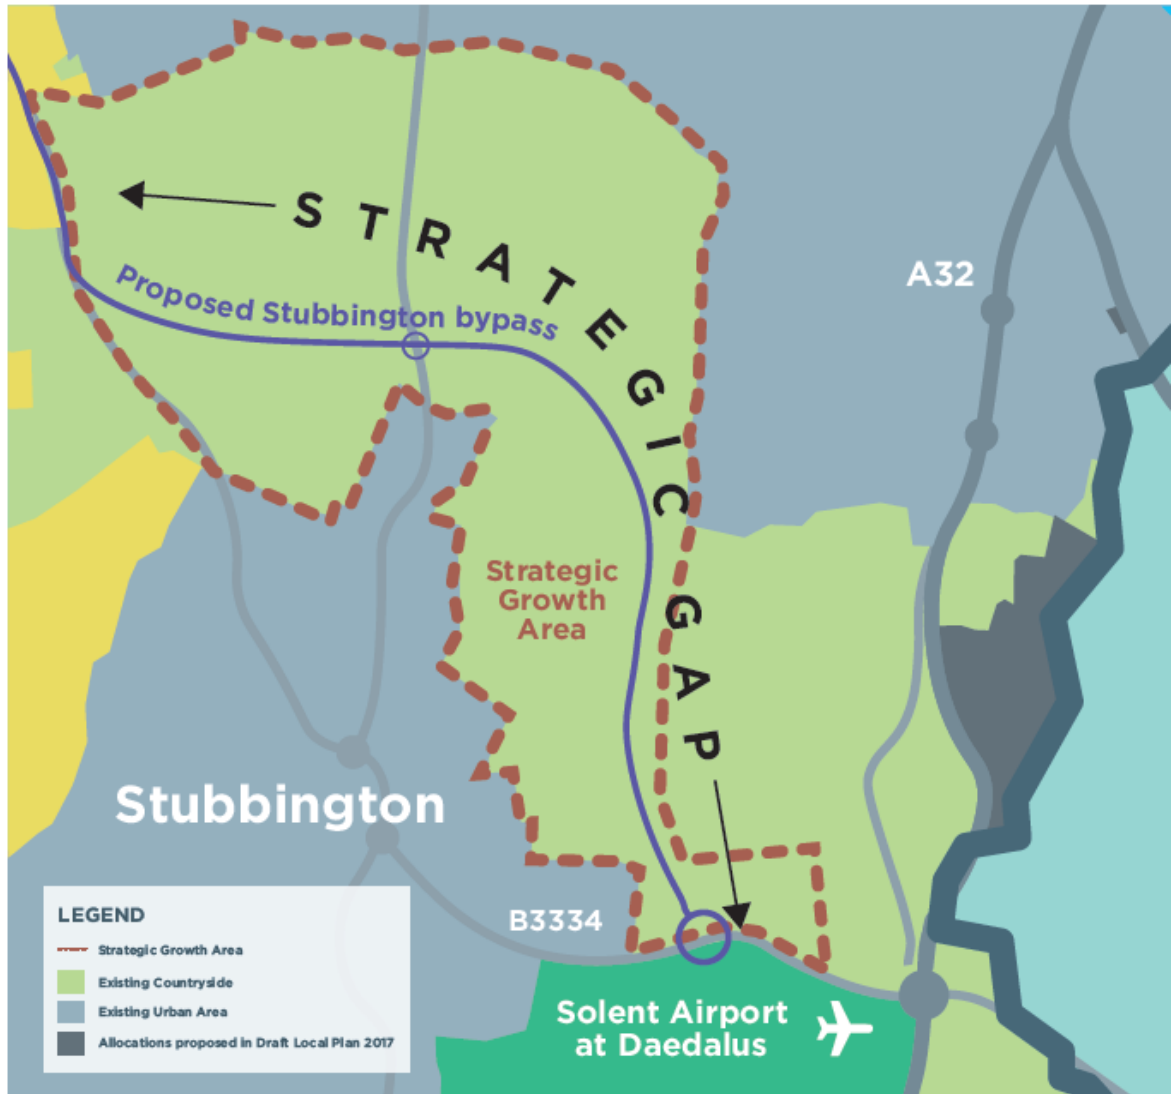 STRATEGIC GAP
A32
Proposed Stubbington bypass
Strategic
Growth
Area
Stubbington
B3334
Solent Airport
at Daedalus
LEGEND
Strategic Growth Area
Existing Countryside
Existing Urban Area
Allocations proposed in Draft Local Plan 2017